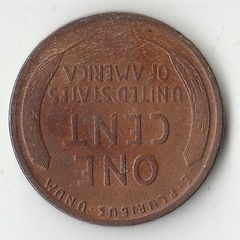 E·PLURIBUS·UNUM
ONE
CENT
UNITED STATES
OF AMERICA